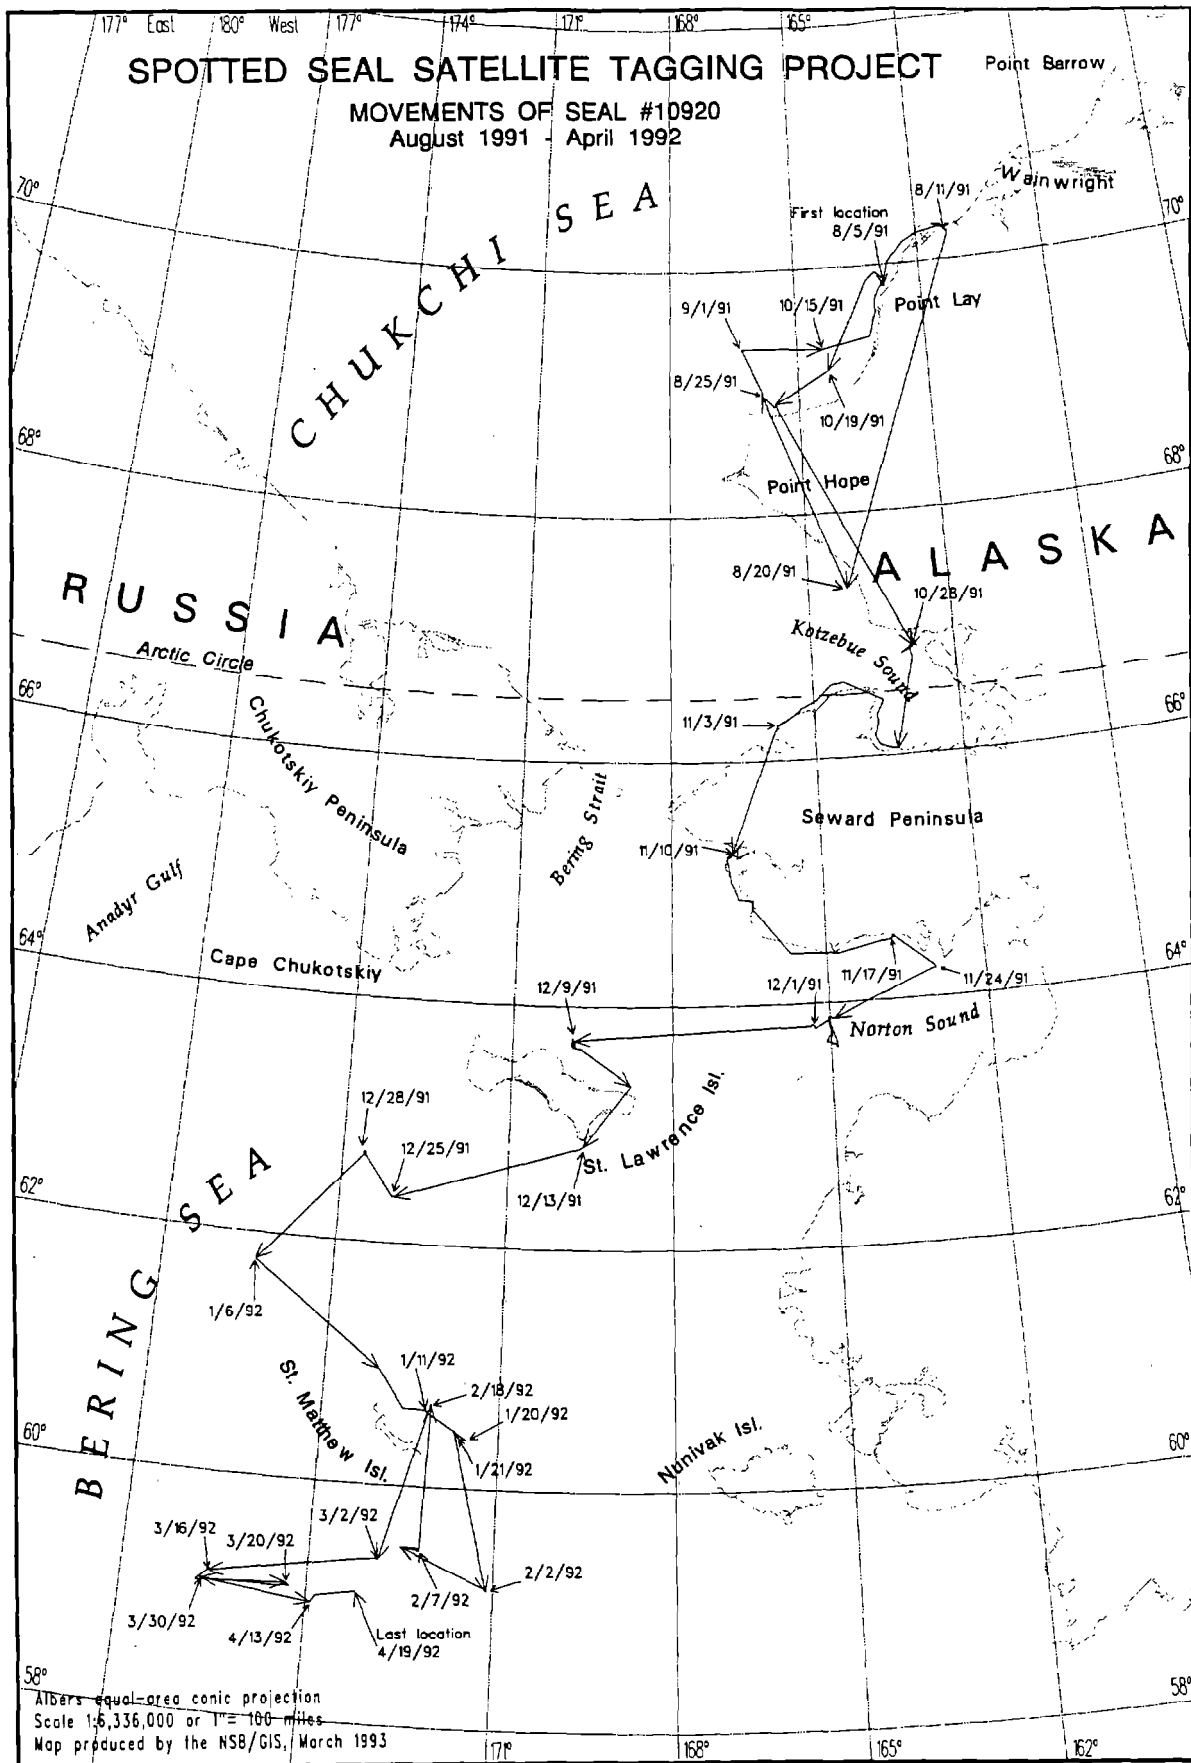 177° East 180° West 177° 174° 171° 168° 165°
SPOTTED SEAL SATELLITE TAGGING PROJECT
Point Barrow
MOVEMENTS OF SEAL #10920
August 1991 - April 1992
70°
CHUKCHI SEA
Wainwright
8/11/91
First location
8/5/91
70°
Point Lay
9/1/91
10/15/91
8/25/91
10/19/91
68°
68°
Point Hope
ALASKA
8/20/91
10/28/91
RUSSIA
Kotzebue Sound
Arctic Circle
66°
66°
Chukotskiy Peninsula
11/3/91
Bering Strait
Seward Peninsula
11/10/91
Anadyr Gulf
64°
64°
Cape Chukotskiy
12/9/91
12/1/91
11/17/91
11/24/91
Norton Sound
12/28/91
12/25/91
St. Lawrence Isl.
12/13/91
62°
62°
BERING SEA
1/6/92
St. Matthew Isl.
1/11/92
2/18/92
1/20/92
1/21/92
Nunivak Isl.
60°
60°
3/16/92
3/20/92
3/2/92
2/2/92
2/7/92
3/30/92
4/13/92
Last location
4/19/92
58°
58°
Albers equal-area conic projection
Scale 1:6,336,000 or 1"= 100 miles
Map produced by the NSB/GIS, March 1993
171° 168° 165° 162°